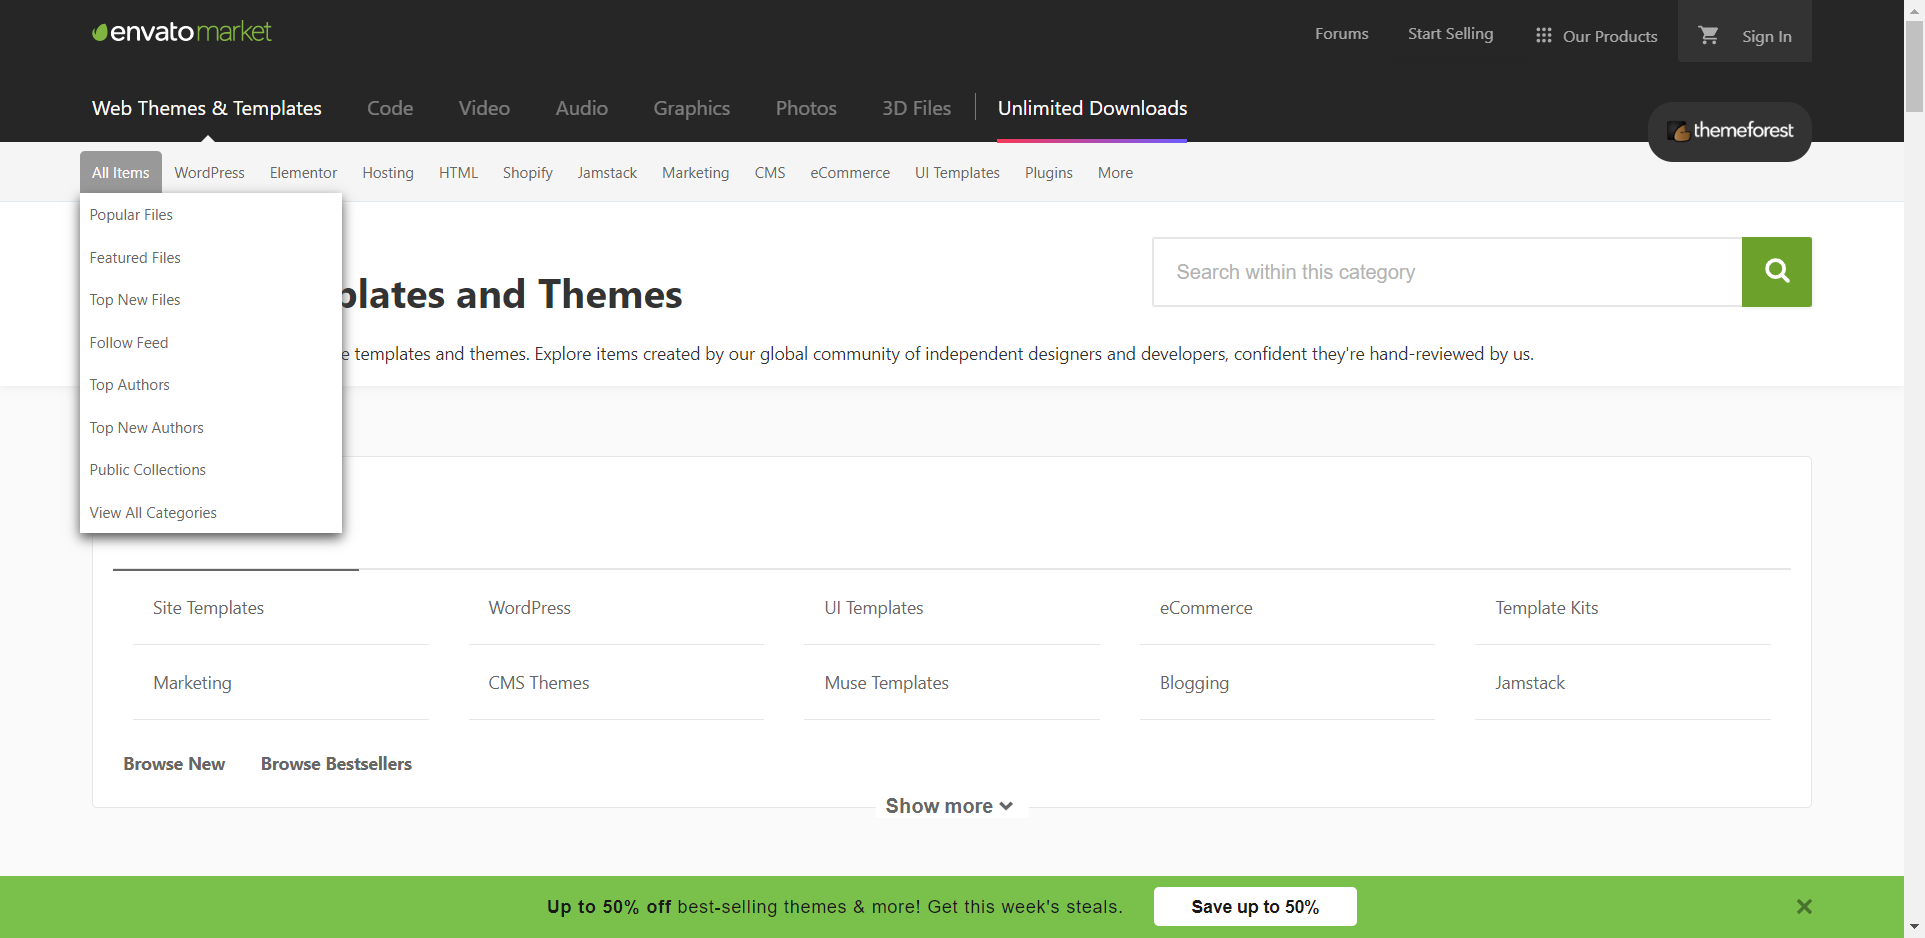 envatomarket
Forums
Start Selling
Our Products
Sign In
Web Themes & Templates
Code
Video
Audio
Graphics
Photos
3D Files
Unlimited Downloads
themeforest
All Items
WordPress
Elementor
Hosting
HTML
Shopify
Jamstack
Marketing
CMS
eCommerce
UI Templates
Plugins
More
Popular Files
Featured Files
Top New Files
Follow Feed
Top Authors
Top New Authors
Public Collections
View All Categories
plates and Themes
Search within this category
e templates and themes. Explore items created by our global community of independent designers and developers, confident they're hand-reviewed by us.
Site Templates
WordPress
UI Templates
eCommerce
Template Kits
Marketing
CMS Themes
Muse Templates
Blogging
Jamstack
Browse New
Browse Bestsellers
Show more
Up to 50% off best-selling themes & more! Get this week's steals.
Save up to 50%